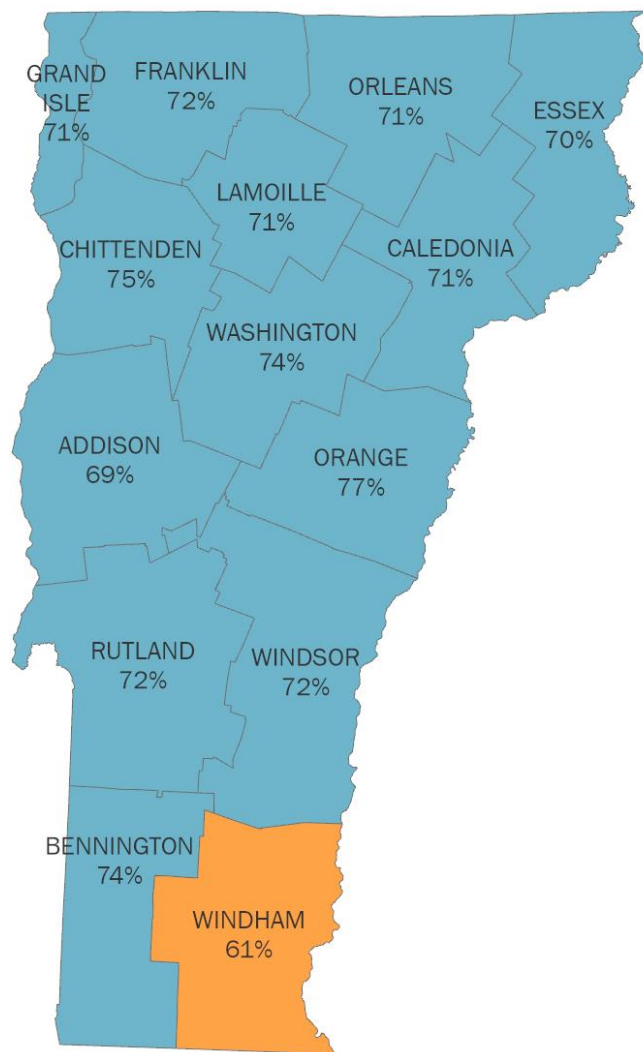 GRAND
ISLE
71%
FRANKLIN
72%
ORLEANS
71%
ESSEX
70%
LAMOILLE
71%
CHITTENDEN
75%
CALEDONIA
71%
WASHINGTON
74%
ADDISON
69%
ORANGE
77%
RUTLAND
72%
WINDSOR
72%
BENNINGTON
74%
WINDHAM
61%